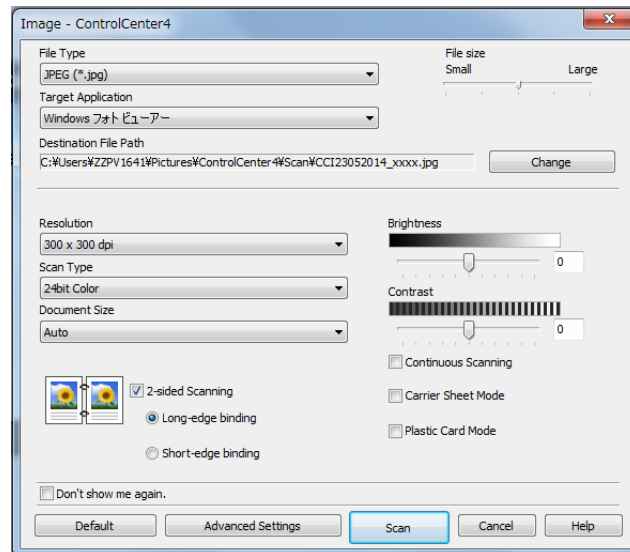 Image - ControlCenter4
File Type
JPEG (*.jpg)
File size
Small Large
Target Application
Windows フォト ビューアー
Destination File Path
C:¥Users¥ZZPV1641¥Pictures¥ControlCenter4¥Scan¥CCI23052014_xxxx.jpg
Change
Resolution
300 x 300 dpi
Scan Type
24bit Color
Document Size
Auto
Brightness
0
Contrast
0
2-sided Scanning
Long-edge binding
Short-edge binding
Continuous Scanning
Carrier Sheet Mode
Plastic Card Mode
Don't show me again.
Default Advanced Settings Scan Cancel Help